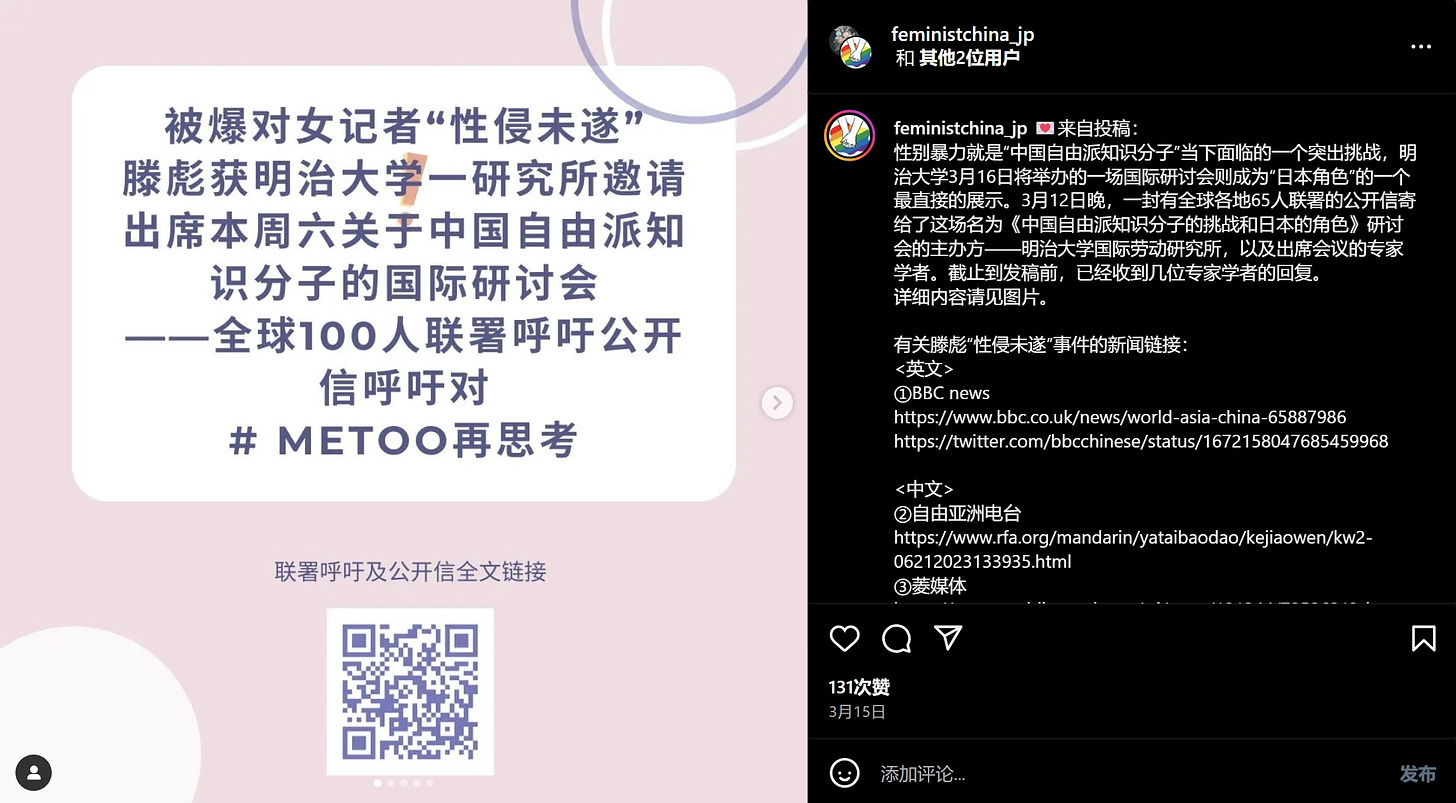 被爆对女记者“性侵未遂”
滕彪获明治大学一研究所邀请
出席本周六关于中国自由派知
识分子的国际研讨会
——全球100人联署呼吁公开
信呼吁对
# METOO再思考
联署呼吁及公开信全文链接
feministchina_jp
和 其他2位用户
feministchina_jp 💌来自投稿：
性别暴力就是“中国自由派知识分子”当下面临的一个突出挑战，明
治大学3月16日将举办的一场国际研讨会则成为“日本角色”的一个
最直接的展示。3月12日晚，一封有全球各地65人联署的公开信寄
给了这场名为《中国自由派知识分子的挑战和日本的角色》研讨
会的主办方——明治大学国际劳动研究所，以及出席会议的专家
学者。截止到发稿前，已经收到几位专家学者的回复。
详细内容请见图片。
有关滕彪“性侵未遂”事件的新闻链接：
<英文>
①BBC news
https://www.bbc.co.uk/news/world-asia-china-65887986
https://twitter.com/bbcchinese/status/1672158047685459968
<中文>
②自由亚洲电台
https://www.rfa.org/mandarin/yataibaodao/kejiaowen/kw2-
06212023133935.html
③菱媒体
131次赞
3月15日
添加评论...
发布